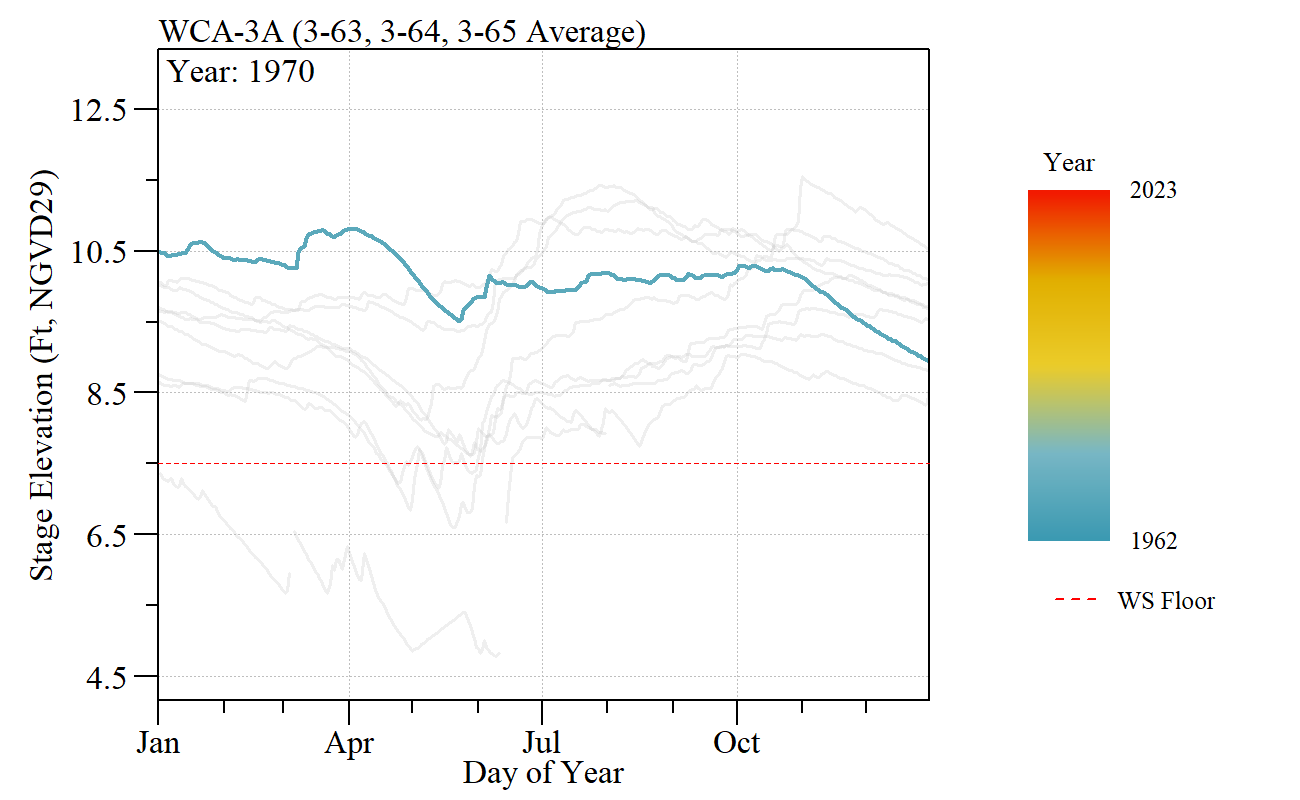 WCA-3A (3-63, 3-64, 3-65 Average)
Year: 1970
12.5
10.5
8.5
6.5
4.5
Stage Elevation (Ft, NGVD29)
Jan Apr Jul Oct
Day of Year
Year
2023
1962
WS Floor